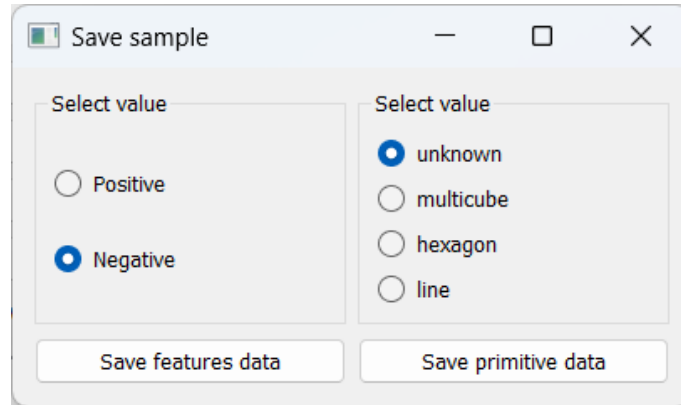 Save sample
Select value
Positive
Negative
Select value
unknown
multicube
hexagon
line
Save features data
Save primitive data